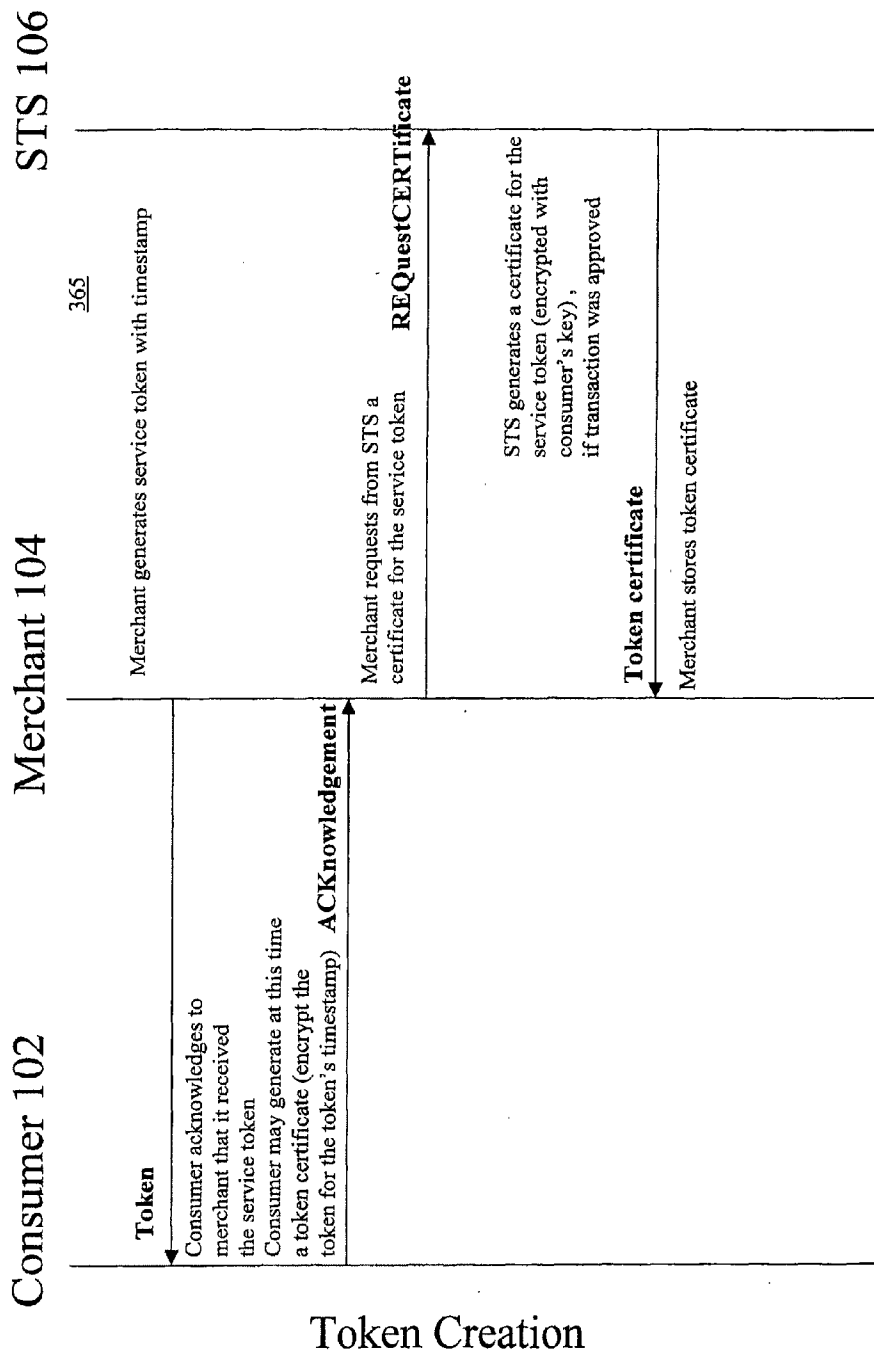 Consumer 102
Merchant 104
STS 106
365
Merchant generates service token with timestamp
Token
Consumer acknowledges to
merchant that it received
the service token
Consumer may generate at this time
a token certificate (encrypt the
token for the token's timestamp)
ACKnowledgement
Merchant requests from STS a
certificate for the service token
REQuestCERTificate
STS generates a certificate for the
service token (encrypted with
consumer's key),
if transaction was approved
Token certificate
Merchant stores token certificate
Token Creation